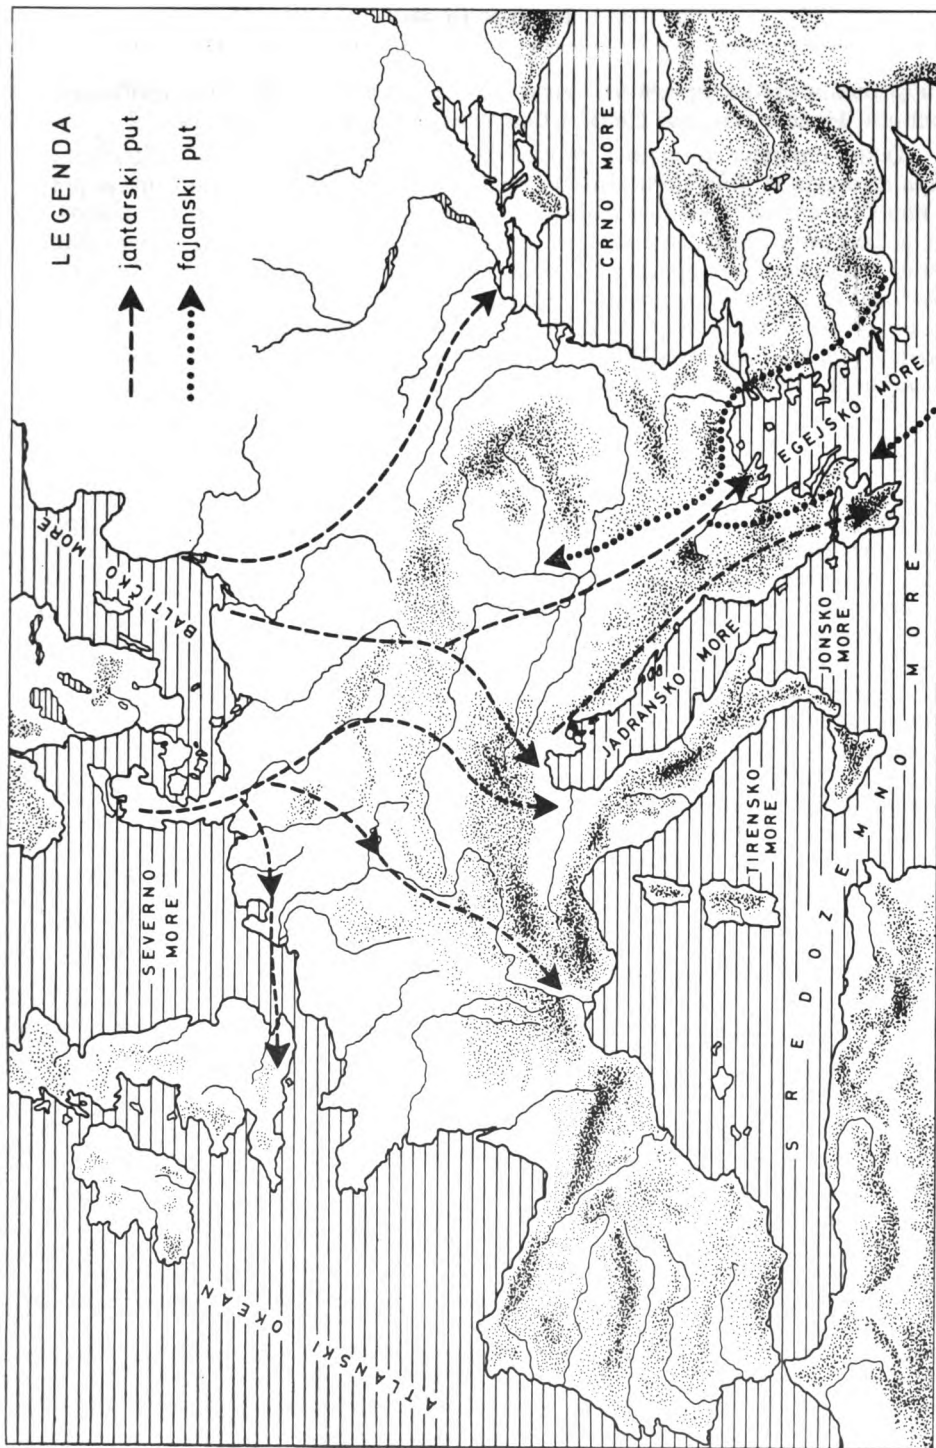 LEGENDA
jantarski put
fajanski put
CRNO MORE
BALTIČKO MORE
SEVERNO
MORE
ATLANSKI OKEAN
EGEJSKO MORE
JADRANSKO MORE
JONSKO
MORE
TIRENSKO
MORE
SREDOZEMNO MORE